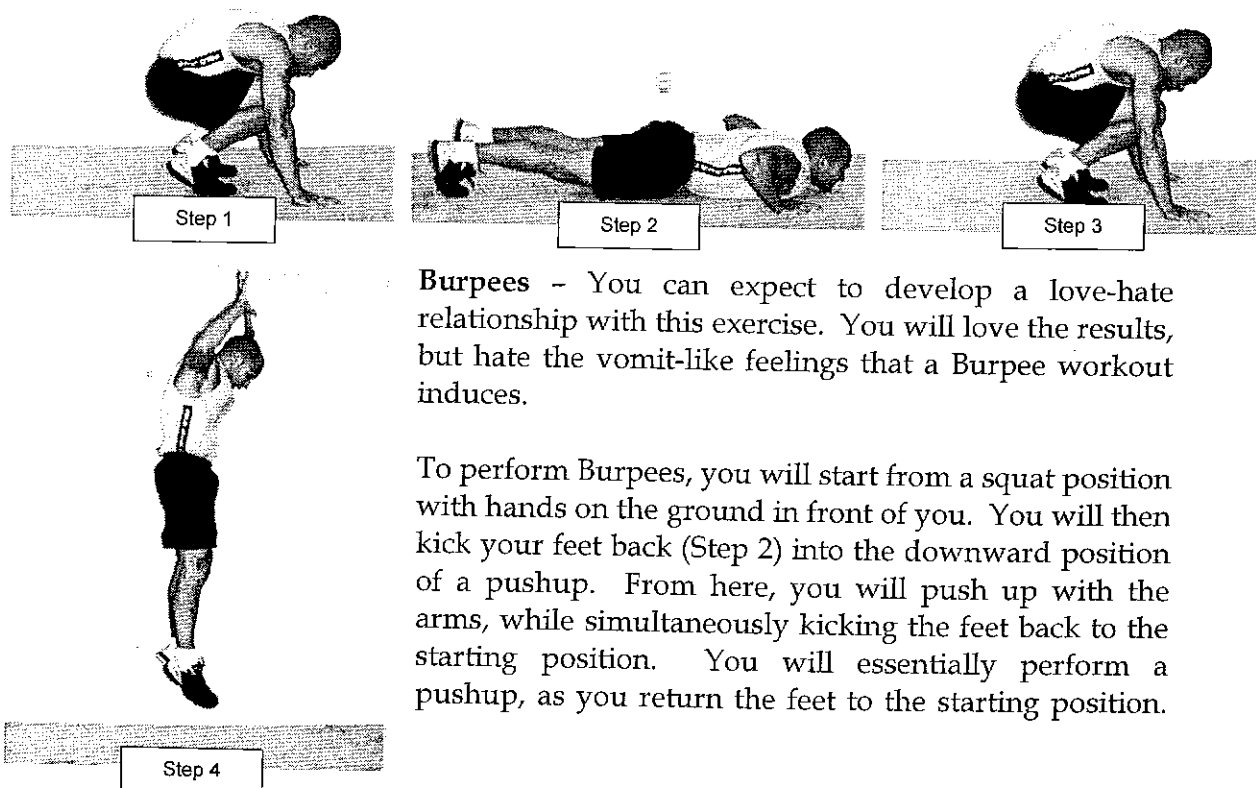 Step 1
Step 2
Step 3
Burpees – You can expect to develop a love-hate
relationship with this exercise. You will love the results,
but hate the vomit-like feelings that a Burpee workout
induces.
To perform Burpees, you will start from a squat position
with hands on the ground in front of you. You will then
kick your feet back (Step 2) into the downward position
of a pushup. From here, you will push up with the
arms, while simultaneously kicking the feet back to the
starting position. You will essentially perform a
pushup, as you return the feet to the starting position.
Step 4